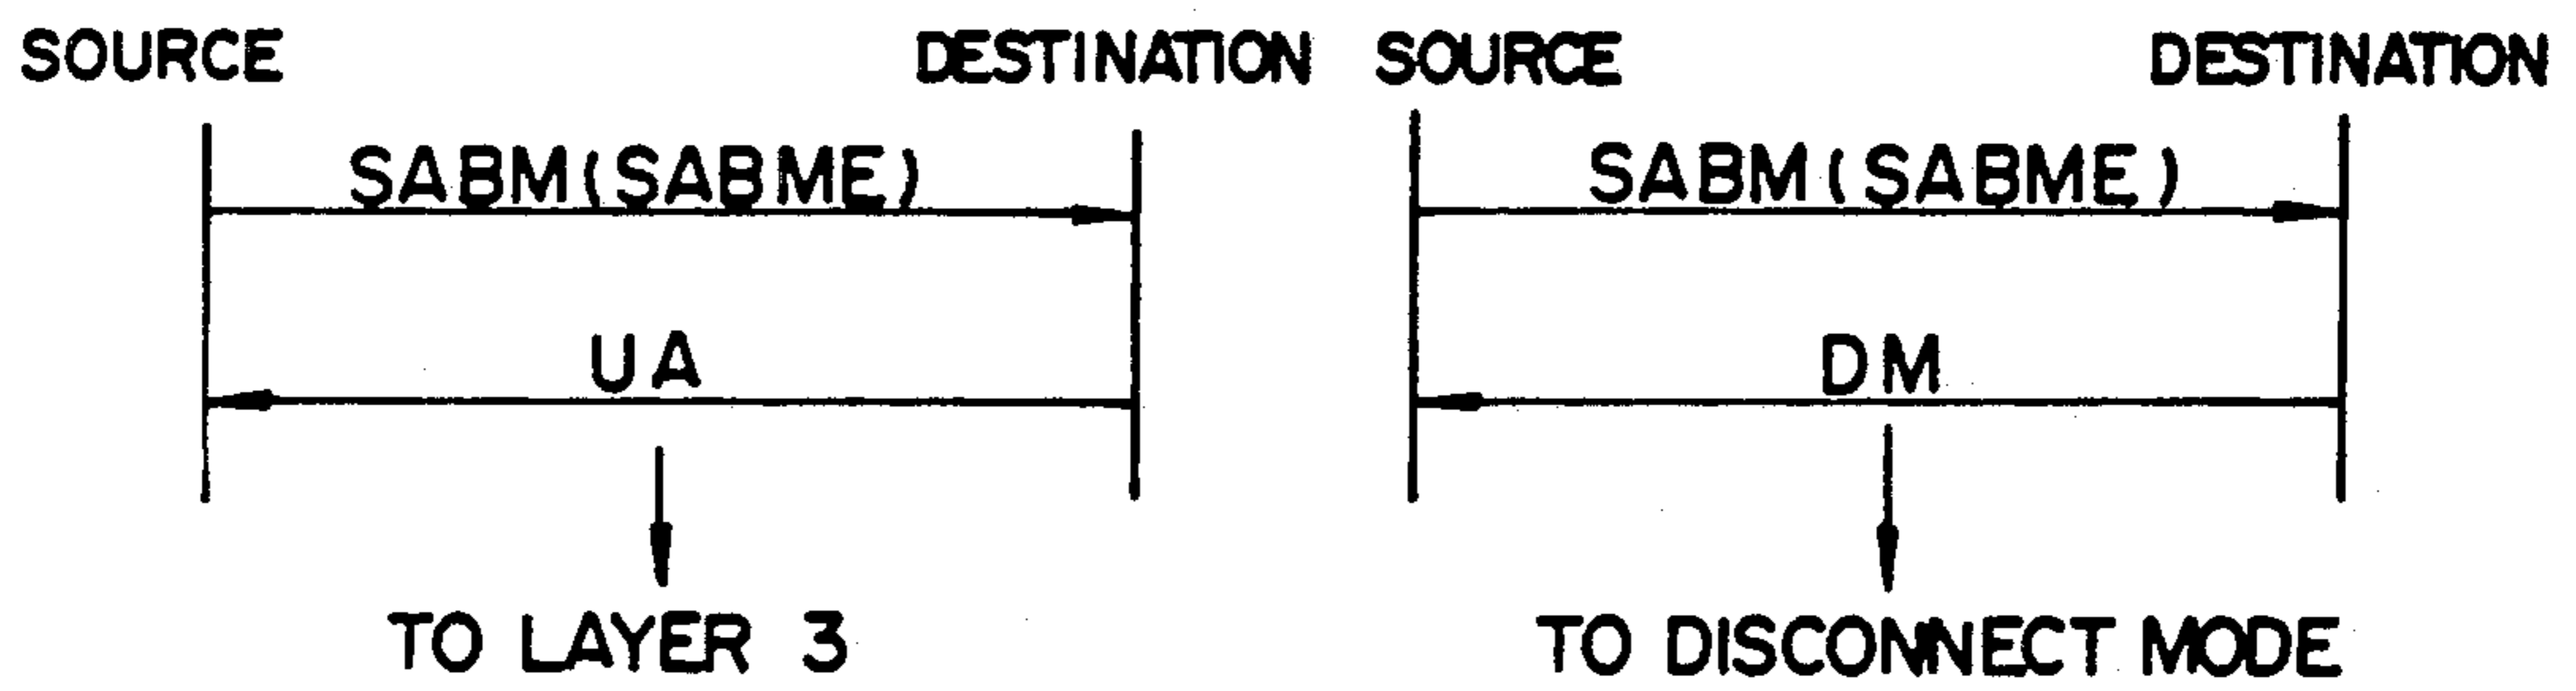 SOURCE
DESTINATION
SABM(SABME)
UA
TO LAYER 3
SOURCE
DESTINATION
SABM(SABME)
DM
TO DISCONNECT MODE